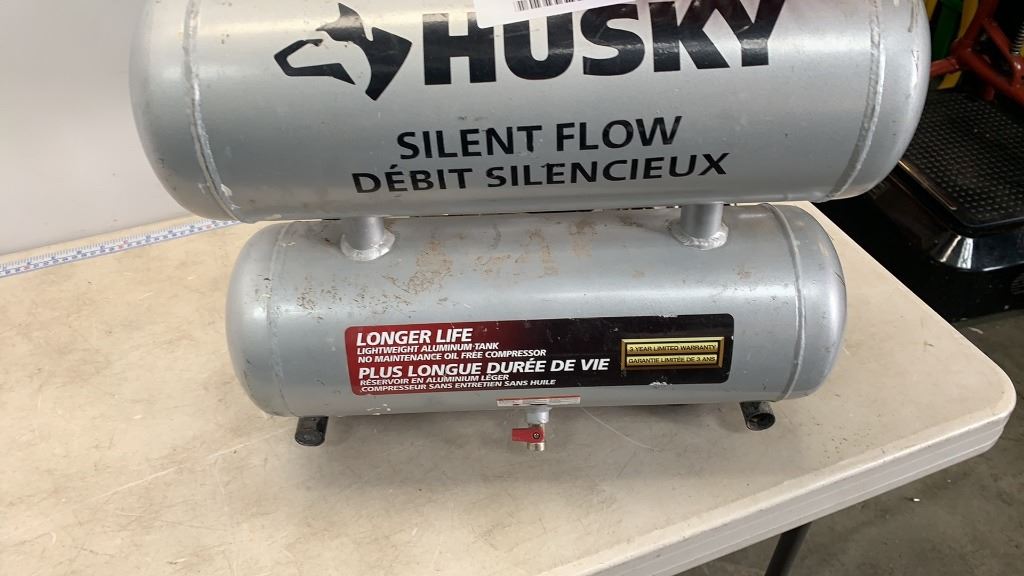 HUSKY
SILENT FLOW
DÉBIT SILENCIEUX
LONGER LIFE
LIGHTWEIGHT ALUMINUM TANK
NO MAINTENANCE OIL FREE COMPRESSOR
PLUS LONGUE DURÉE DE VIE
RÉSERVOIR EN ALUMINIUM LÉGER
COMPRESSEUR SANS ENTRETIEN SANS HUILE
3 YEAR LIMITED WARRANTY
GARANTIE LIMITÉE DE 3 ANS